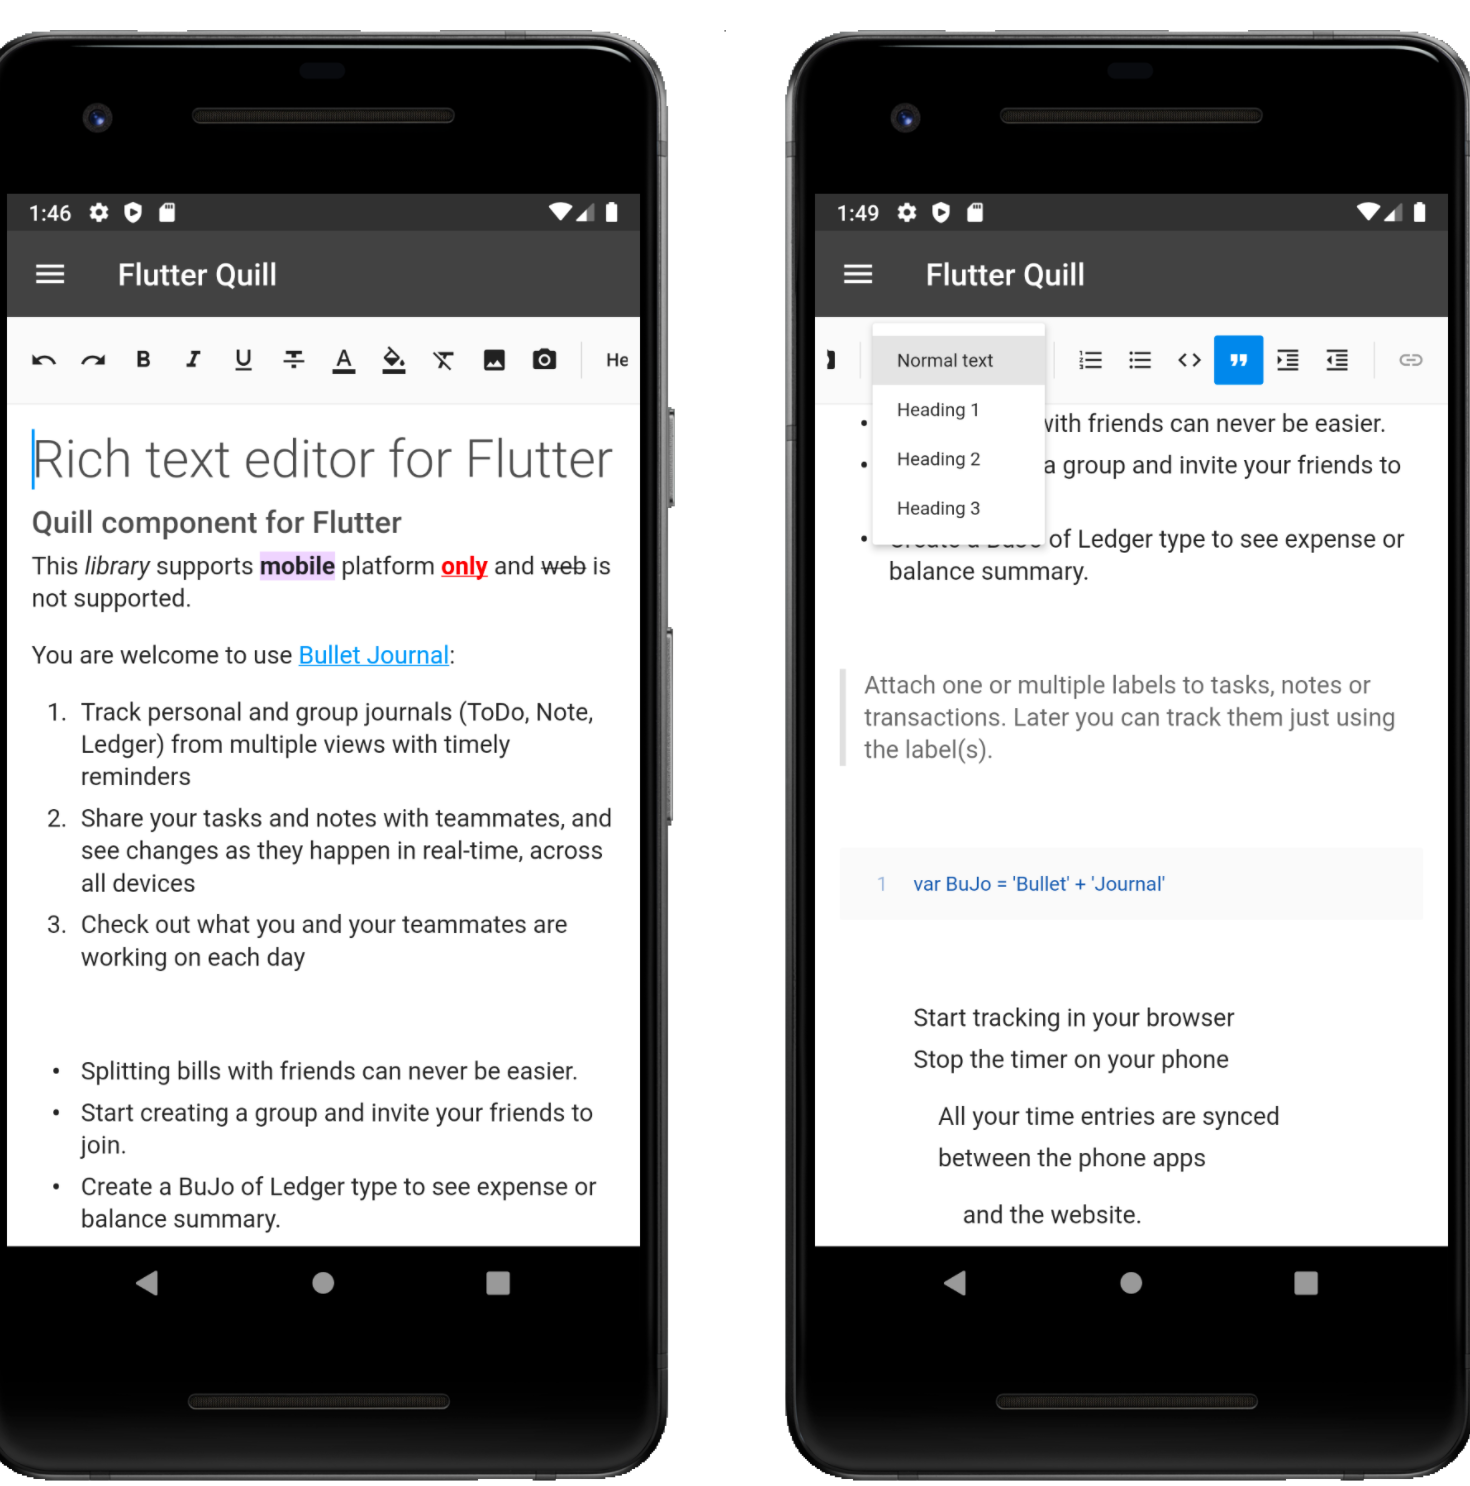 1:46
Flutter Quill
B I U A He
Rich text editor for Flutter
Quill component for Flutter
This library supports mobile platform only and web is
not supported.
You are welcome to use Bullet Journal:
1. Track personal and group journals (ToDo, Note,
Ledger) from multiple views with timely
reminders
2. Share your tasks and notes with teammates, and
see changes as they happen in real-time, across
all devices
3. Check out what you and your teammates are
working on each day
• Splitting bills with friends can never be easier.
• Start creating a group and invite your friends to
join.
• Create a BuJo of Ledger type to see expense or
balance summary.
1:49
Flutter Quill
Normal text
Heading 1
Heading 2
Heading 3
• with friends can never be easier.
• a group and invite your friends to
• Create a BuJo of Ledger type to see expense or
balance summary.
Attach one or multiple labels to tasks, notes or
transactions. Later you can track them just using
the label(s).
1 var BuJo = 'Bullet' + 'Journal'
Start tracking in your browser
Stop the timer on your phone
All your time entries are synced
between the phone apps
and the website.